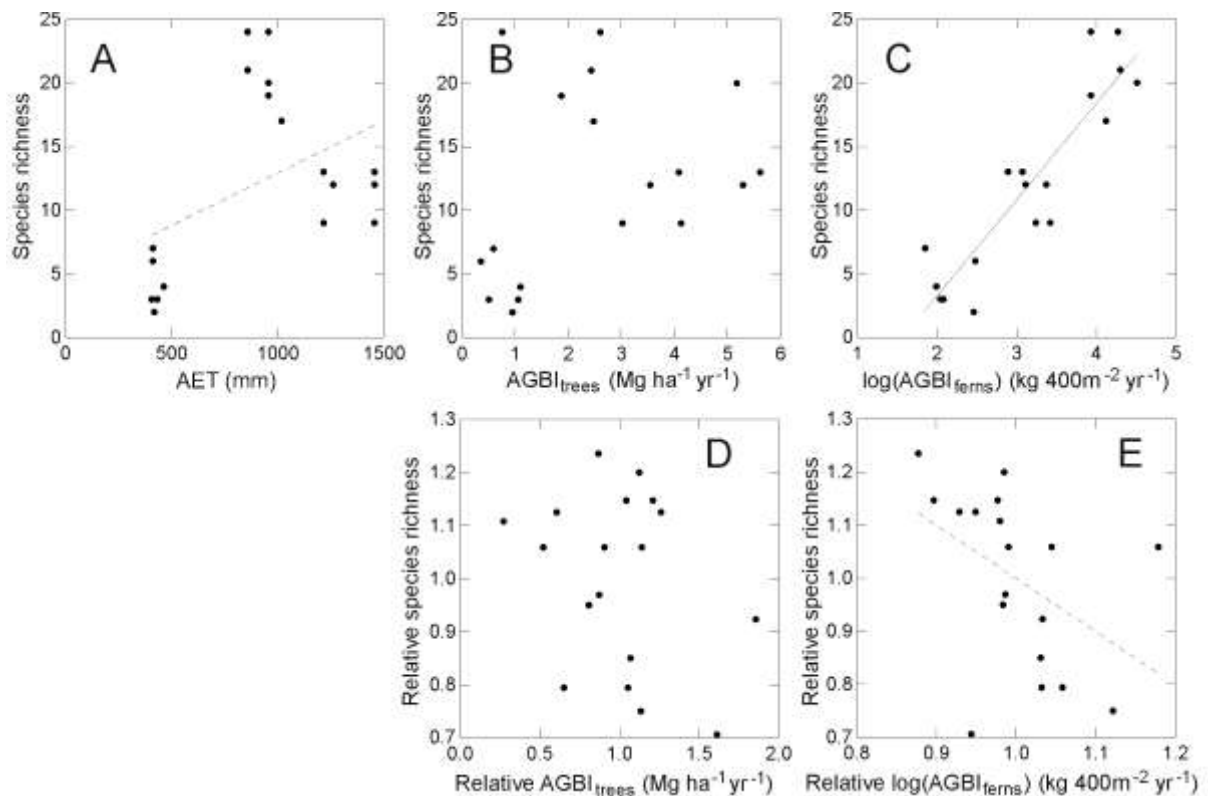 A
Species richness
25
20
15
10
5
0
0 500 1000 1500
AET (mm)
B
Species richness
25
20
15
10
5
0
0 1 2 3 4 5 6
AGBI_trees (Mg ha⁻¹ yr⁻¹)
C
Species richness
25
20
15
10
5
0
1 2 3 4 5
log(AGBI_ferns) (kg 400m⁻² yr⁻¹)
D
Relative species richness
1.3
1.2
1.1
1.0
0.9
0.8
0.7
0.0 0.5 1.0 1.5 2.0
Relative AGBI_trees (Mg ha⁻¹yr⁻¹)
E
Relative species richness
1.3
1.2
1.1
1.0
0.9
0.8
0.7
0.8 0.9 1.0 1.1 1.2
Relative log(AGBI_ferns) (kg 400m⁻² yr⁻¹)